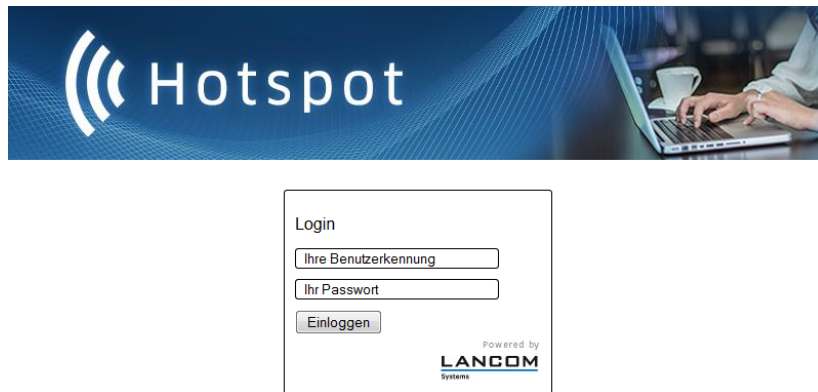 Hotspot
Login
Ihre Benutzerkennung
Ihr Passwort
Einloggen
Powered by
LANCOM
Systems